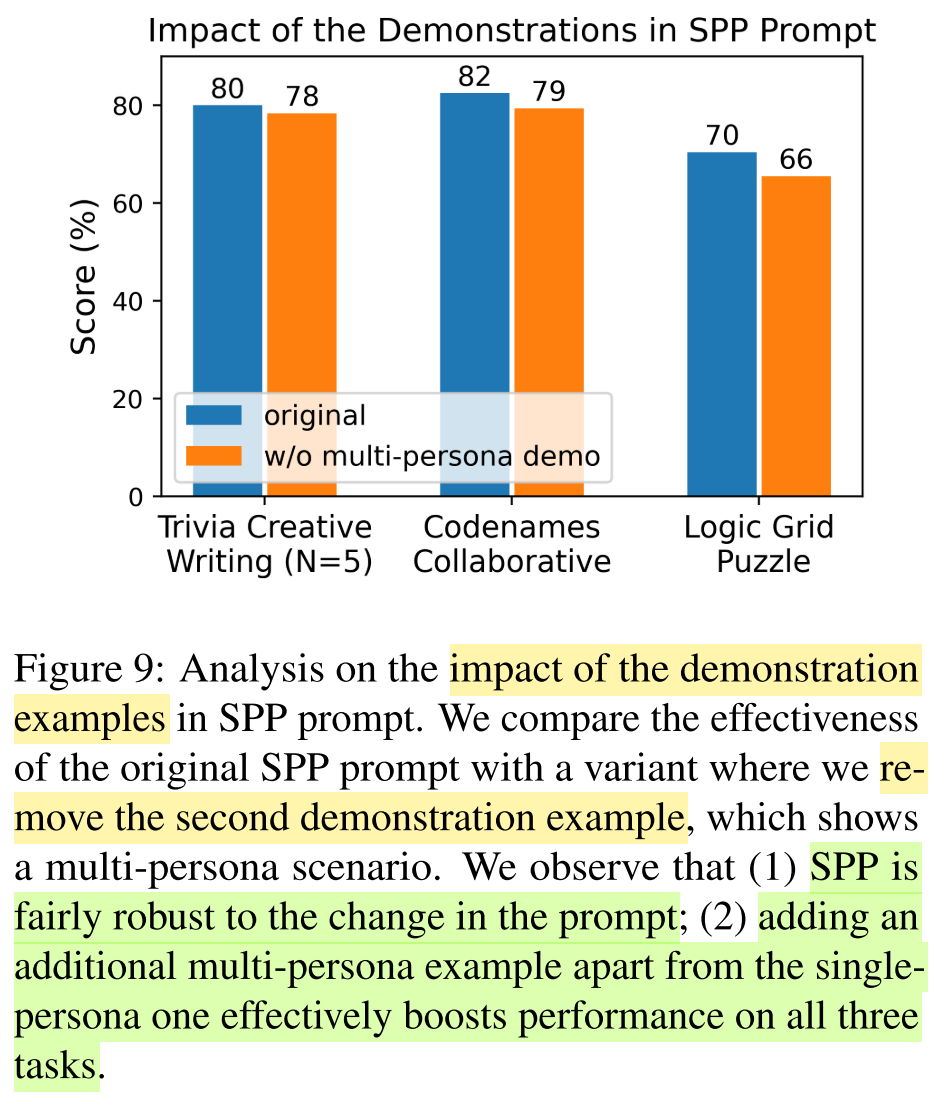 Impact of the Demonstrations in SPP Prompt
80
78
82
79
70
66
Score (%)
80
60
40
20
0
original
w/o multi-persona demo
Trivia Creative
Writing (N=5)
Codenames
Collaborative
Logic Grid
Puzzle
Figure 9: Analysis on the impact of the demonstration
examples in SPP prompt. We compare the effectiveness
of the original SPP prompt with a variant where we re-
move the second demonstration example, which shows
a multi-persona scenario. We observe that (1) SPP is
fairly robust to the change in the prompt; (2) adding an
additional multi-persona example apart from the single-
persona one effectively boosts performance on all three
tasks.